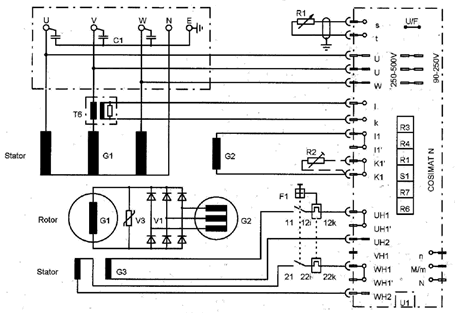 U V W N E
C1
R1
s
t
U/F
U
U
W
250-500V
90-250V
T6
l
k
I1
I1'
K1'
K1
R3
R4
R1
S1
R7
R6
COSIMAT N
Stator
G1
G2
R2
F1
Rotor
G1
V3
V1
G2
11 12i 12k
UH1
UH1'
UH2
VH1
n
Stator
G3
21 22i 22k
WH1
M/m
WH1'
N
WH2
U1